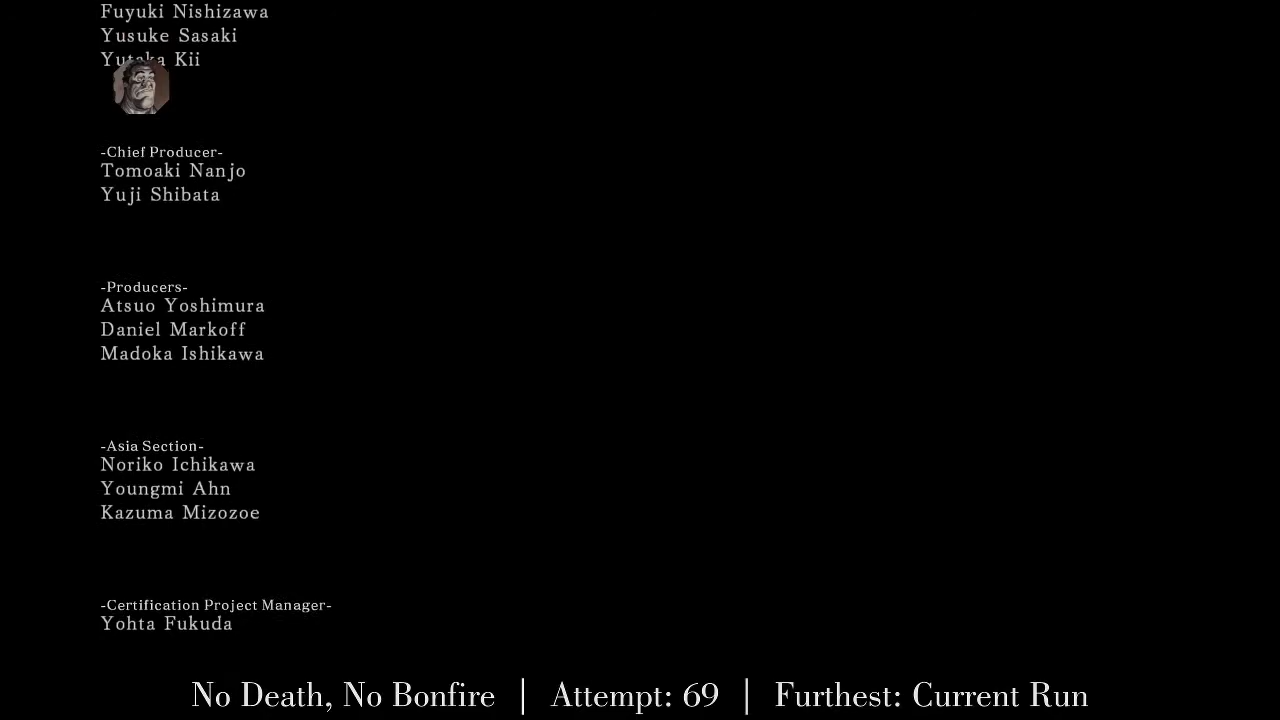 Fuyuki Nishizawa
Yusuke Sasaki
Yutaka Kii
-Chief Producer-
Tomoaki Nanjo
Yuji Shibata
-Producers-
Atsuo Yoshimura
Daniel Markoff
Madoka Ishikawa
-Asia Section-
Noriko Ichikawa
Youngmi Ahn
Kazuma Mizozoe
-Certification Project Manager-
Yohta Fukuda
No Death, No Bonfire | Attempt: 69 | Furthest: Current Run